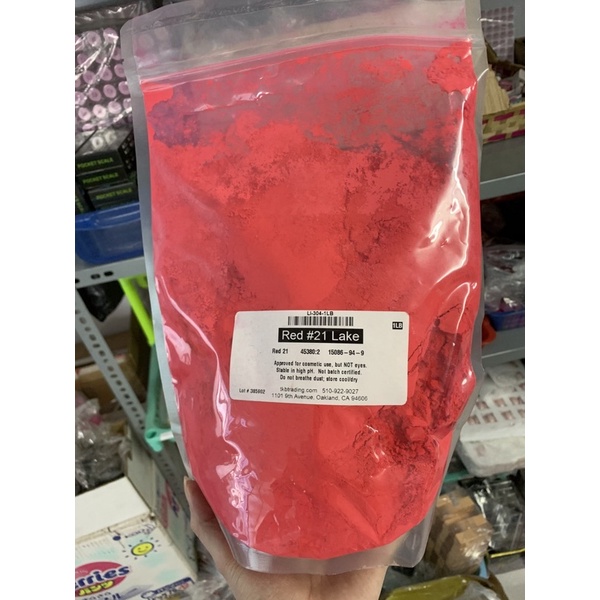 POCKET SCALE
POCKET SCALE
POCKET SCALE
LI-304-1LB
1LB
Red #21 Lake
Red 21 45380:2 15086-94-9
Approved for cosmetic use, but NOT eyes.
Stable in high pH. Not batch certified.
Do not breathe dust, store cool/dry
Lot # 385902
tkbtrading.com 510-922-9027
1101 9th Avenue, Oakland, CA 94606